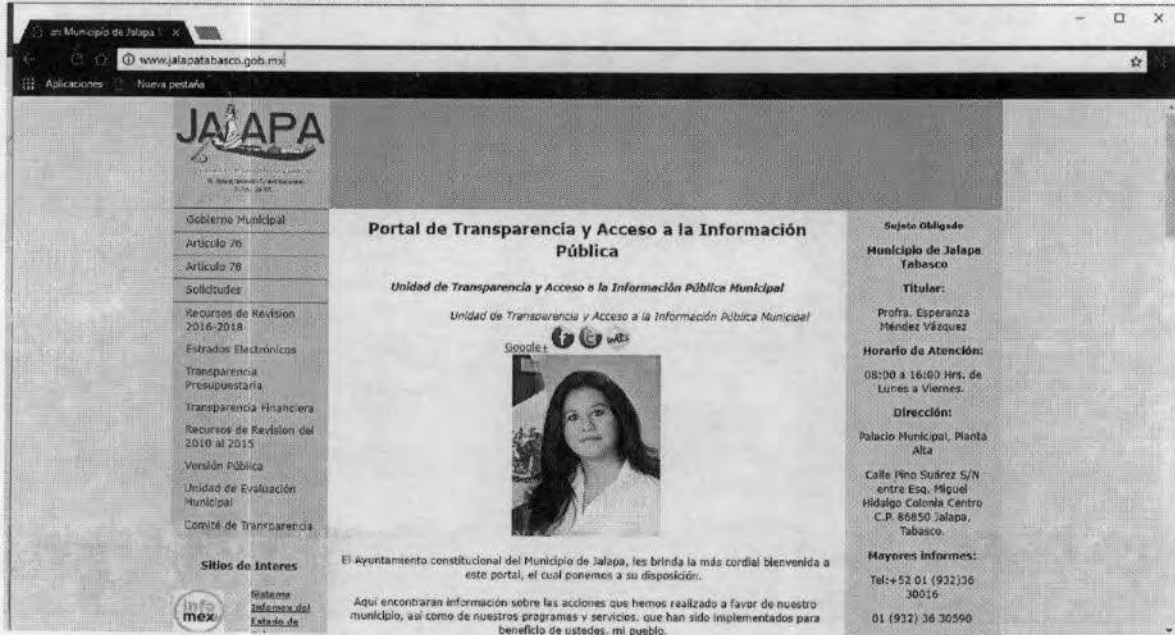 www.jalapatabasco.gob.mx
Aplicaciones
Nueva pestaña
JALAPA
Gobierno Municipal
Articulo 76
Articulo 78
Solicitudes
Recursos de Revision
2016-2018
Estrados Electrónicos
Transparencia
Presupuestaria
Transparencia Financiera
Recursos de Revision del
2010 al 2015
Versión Pública
Unidad de Evaluación
Municipal
Comité de Transparencia
Sitios de Interes
info
mex
Sistema
Infomex del
Estado de
Portal de Transparencia y Acceso a la Información
Pública
Unidad de Transparencia y Acceso a la Información Pública Municipal
Unidad de Transparencia y Acceso a la Información Pública Municipal
Google+
El Ayuntamiento constitucional del Municipio de Jalapa, les brinda la más cordial bienvenida a
este portal, el cual ponemos a su disposición.
Aquí encontraran información sobre las acciones que hemos realizado a favor de nuestro
municipio, así como de nuestros programas y servicios, que han sido implementados para
beneficio de ustedes, mi pueblo.
Sujeto Obligado
Municipio de Jalapa
Tabasco
Titular:
Profra. Esperanza
Méndez Vázquez
Horario de Atención:
08:00 a 16:00 Hrs. de
Lunes a Viernes.
Dirección:
Palacio Municipal, Planta
Alta
Calle Pino Suárez S/N
entre Esq. Miguel
Hidalgo Colonia Centro
C.P. 86850 Jalapa,
Tabasco.
Mayores informes:
Tel:+52 01 (932)36
30016
01 (932) 36 30590